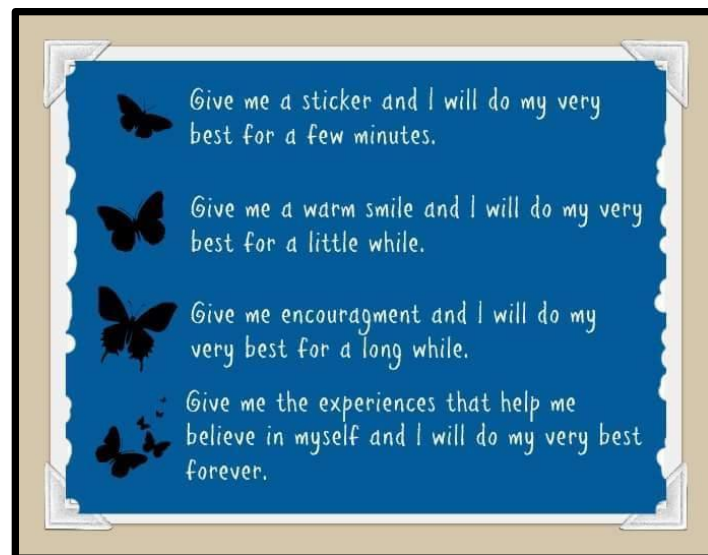 Give me a sticker and I will do my very
best for a few minutes.
Give me a warm smile and I will do my very
best for a little while.
Give me encouragment and I will do my
very best for a long while.
Give me the experiences that help me
believe in myself and I will do my very best
forever.